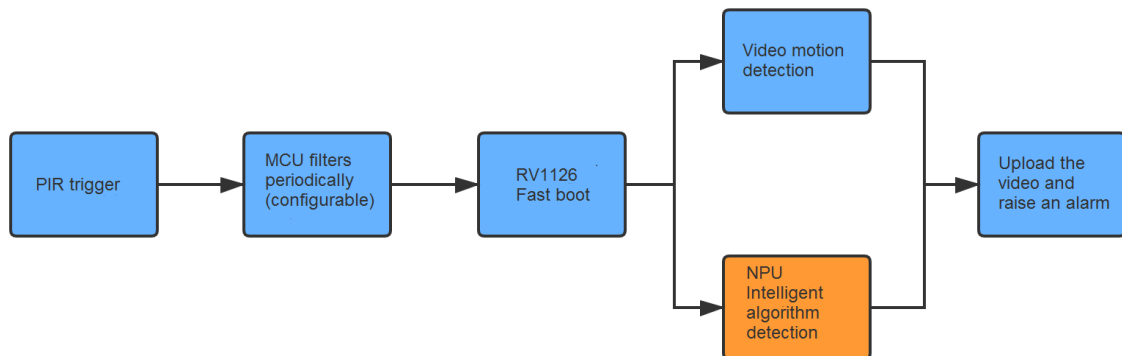 PIR trigger
MCU filters
periodically
(configurable)
RV1126
Fast boot
Video motion
detection
NPU
Intelligent
algorithm
detection
Upload the
video and
raise an alarm